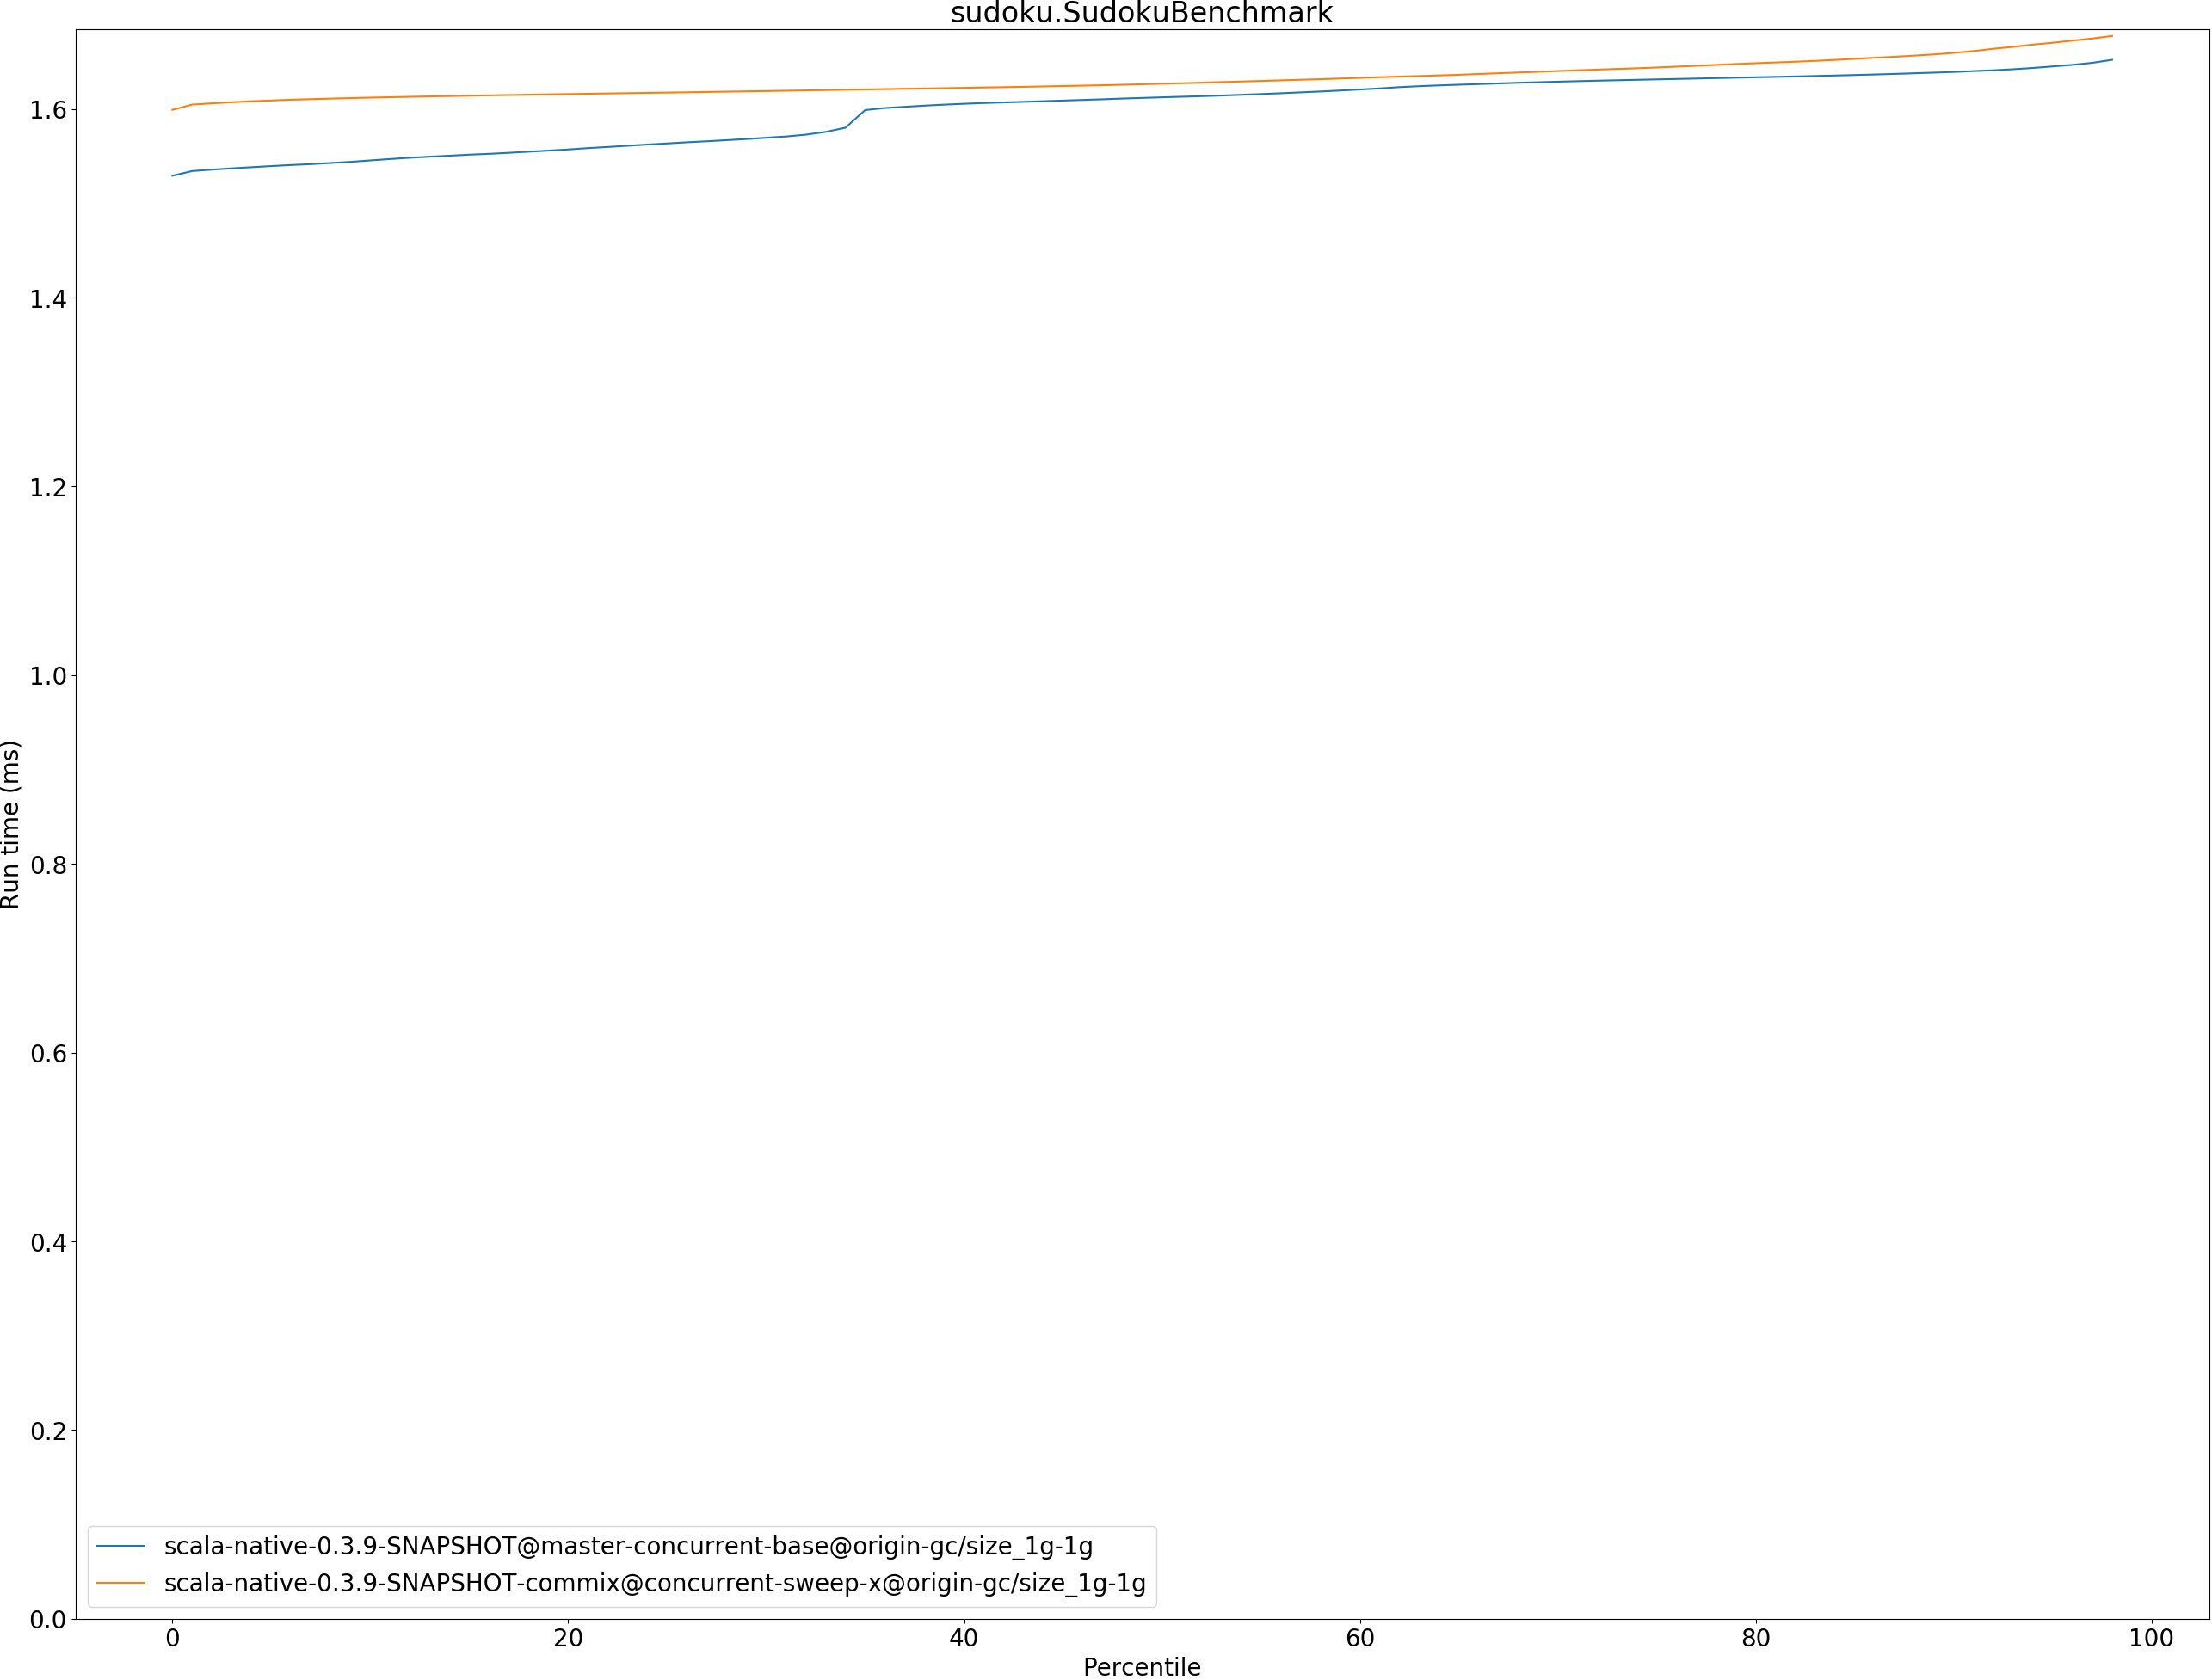 sudoku.SudokuBenchmark
Run time (ms)
1.6
1.4
1.2
1.0
0.8
0.6
0.4
0.2
0.0
scala-native-0.3.9-SNAPSHOT@master-concurrent-base@origin-gc/size_1g-1g
scala-native-0.3.9-SNAPSHOT-commix@concurrent-sweep-x@origin-gc/size_1g-1g
0 20 40 60 80 100
Percentile